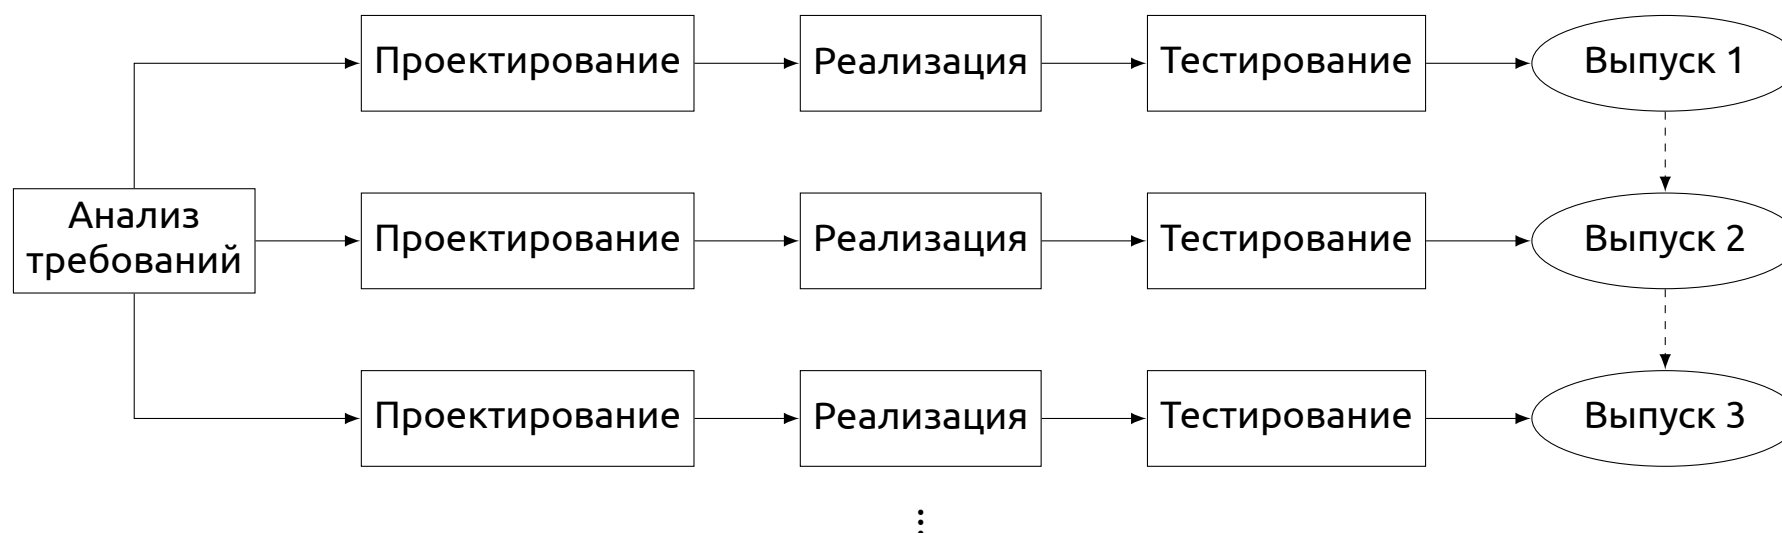 Проектирование
Реализация
Тестирование
Выпуск 1
Анализ
требований
Проектирование
Реализация
Тестирование
Выпуск 2
Проектирование
Реализация
Тестирование
Выпуск 3
⋮